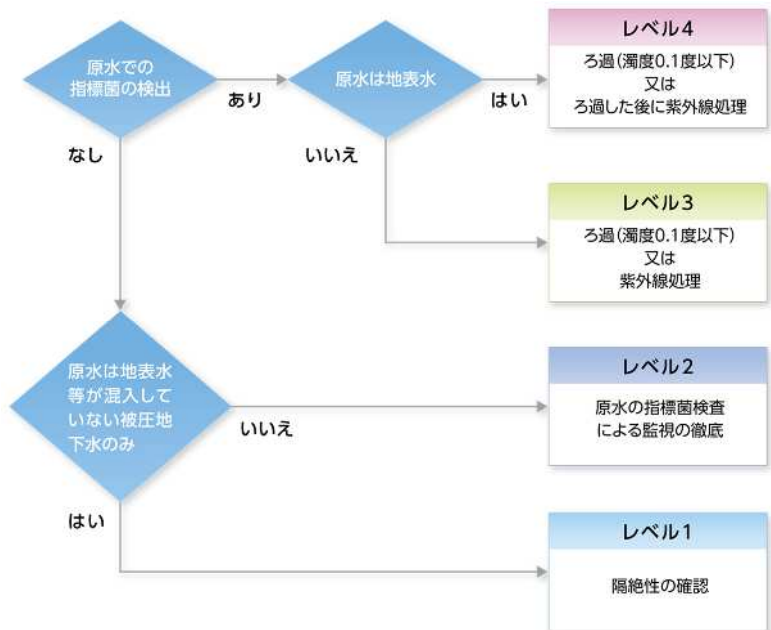 原水での
指標菌の検出
あり
なし
原水は地表水
はい
いいえ
レベル4
ろ過(濁度0.1度以下)
又は
ろ過した後に紫外線処理
レベル3
ろ過(濁度0.1度以下)
又は
紫外線処理
原水は地表水
等が混入して
いない被圧地
下水のみ
いいえ
はい
レベル2
原水の指標菌検査
による監視の徹底
レベル1
隔絶性の確認